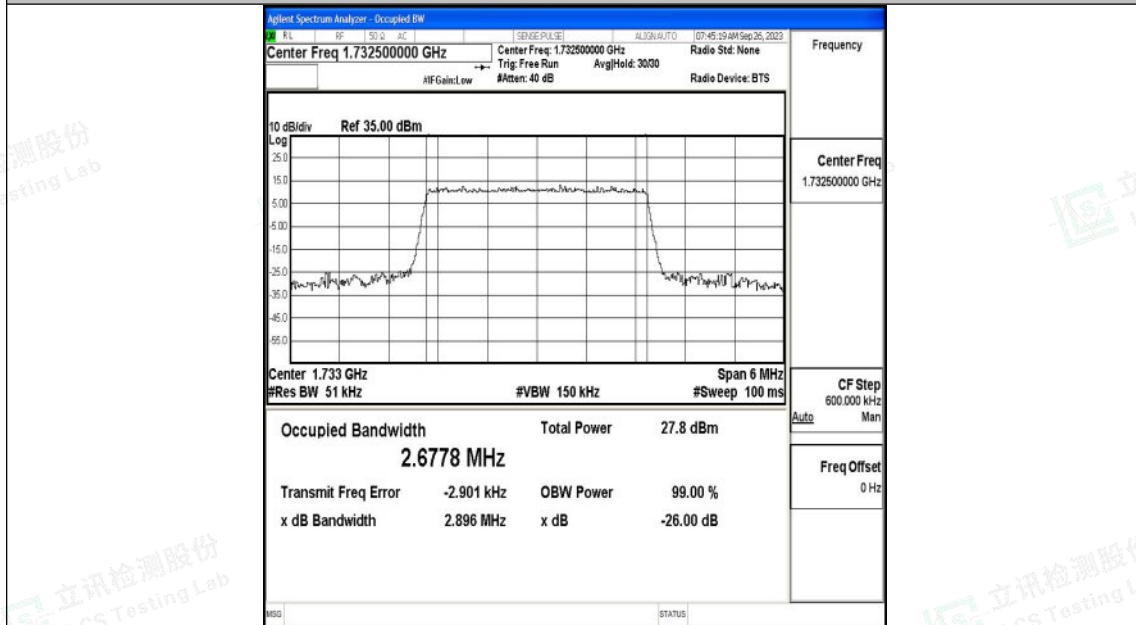 Agilent Spectrum Analyzer - Occupied BW
RL RF 50 Ω AC SENSE:PULSE ALIGNAUTO 07:45:19 AM Sep 26, 2023
Center Freq 1.732500000 GHz
Center Freq: 1.732500000 GHz
Radio Std: None
Trig: Free Run Avg|Hold: 30/30
#IFGain:Low
#Atten: 40 dB
Radio Device: BTS
10 dB/div Ref 35.00 dBm
Log
25.0
15.0
5.00
-5.00
-15.0
-25.0
-35.0
-45.0
-55.0
Center 1.733 GHz
Span 6 MHz
#Res BW 51 kHz
#VBW 150 kHz
#Sweep 100 ms
Occupied Bandwidth
Total Power 27.8 dBm
2.6778 MHz
Transmit Freq Error -2.901 kHz
OBW Power 99.00 %
x dB Bandwidth 2.896 MHz
x dB -26.00 dB
MSG
STATUS
Frequency
Center Freq
1.732500000 GHz
CF Step
600.000 kHz
Auto Man
Freq Offset
0 Hz
测股份
Lab
立讯检测股份
LCS Testing Lab
立讯检测股份
LCS Testing